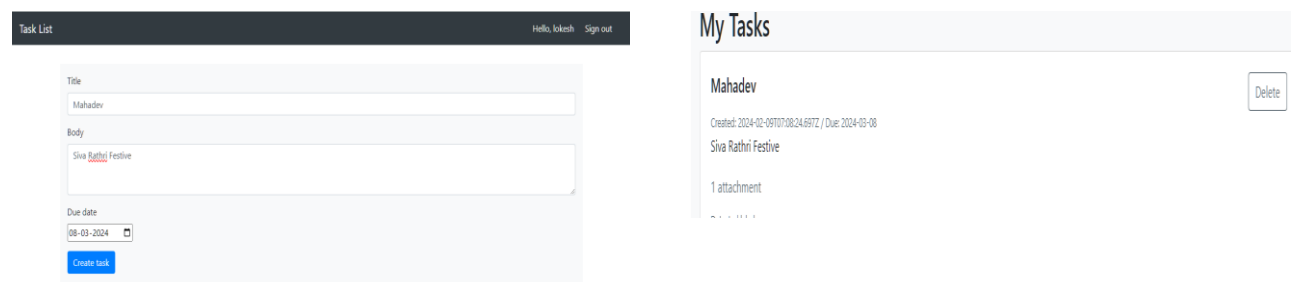 Task List
Hello, lokesh Sign out
Title
Mahadev
Body
Siva Rathri Festive
Due date
08-03-2024
Create task
My Tasks
Mahadev
Delete
Created: 2024-02-09T07:08:24.697Z / Due: 2024-03-08
Siva Rathri Festive
1 attachment